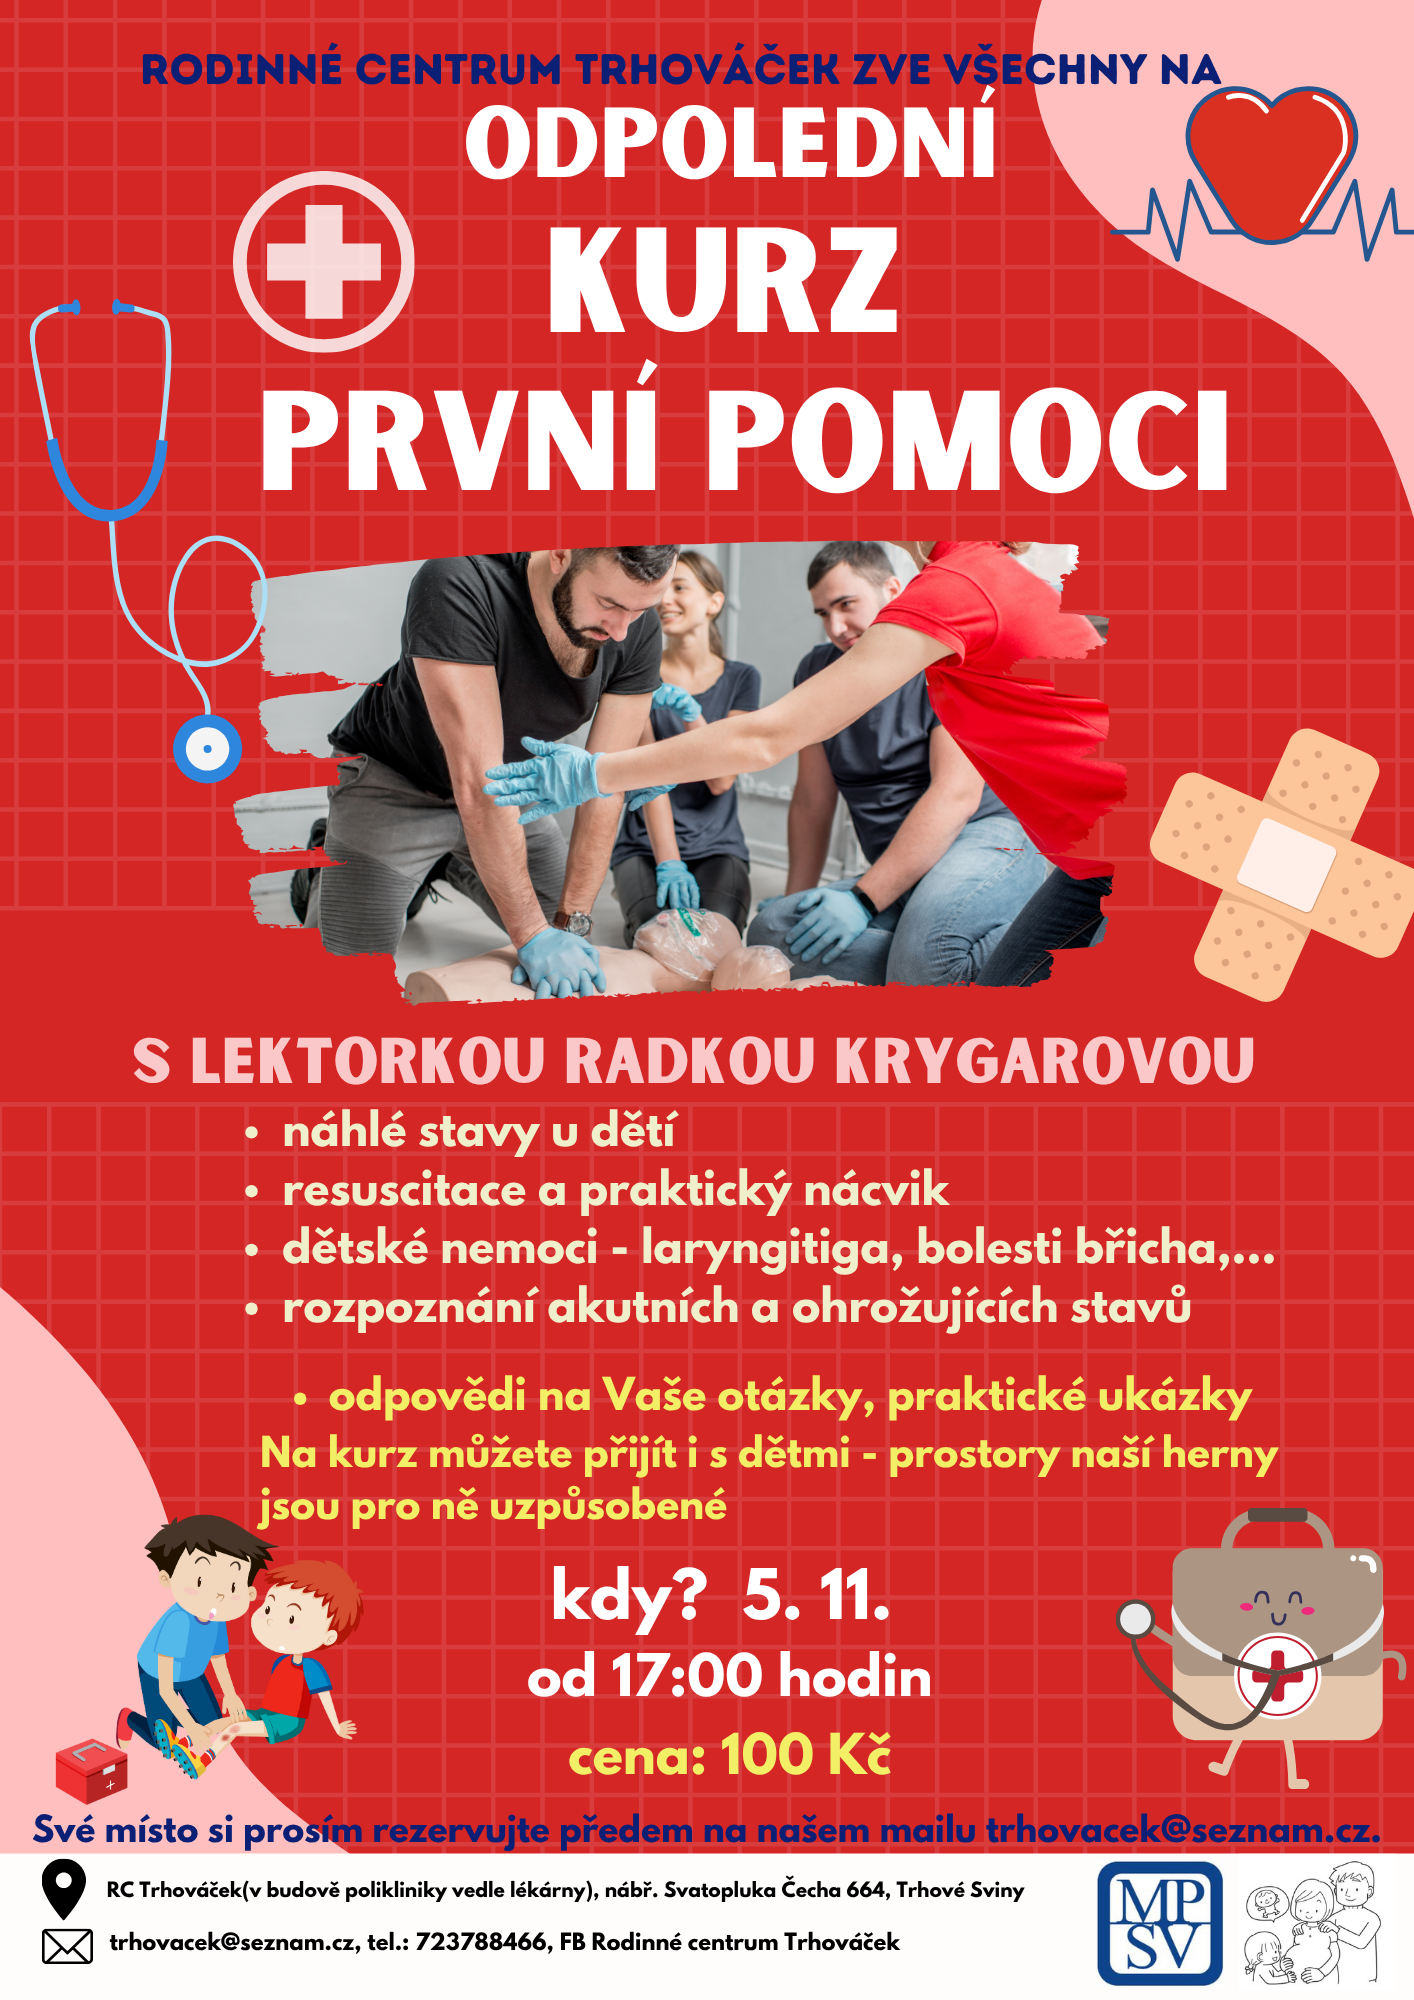 RODINNÉ CENTRUM TRHOVÁČEK ZVE VŠECHNY NA
ODPOLEDNÍ
KURZ
PRVNÍ POMOCI
S LEKTORKOU RADKOU KRYGAROVOU
• náhlé stavy u dětí
• resuscitace a praktický nácvik
• dětské nemoci - laryngitiga, bolesti břicha,...
• rozpoznání akutních a ohrožujících stavů
• odpovědi na Vaše otázky, praktické ukázky
Na kurz můžete přijít i s dětmi - prostory naší herny
jsou pro ně uzpůsobené
kdy? 5. 11.
od 17:00 hodin
cena: 100 Kč
Své místo si prosím rezervujte předem na našem mailu trhovacek@seznam.cz.
RC Trhováček(v budově polikliniky vedle lékárny), nábř. Svatopluka Čecha 664, Trhové Sviny
trhovacek@seznam.cz, tel.: 723788466, FB Rodinné centrum Trhováček
MP
SV